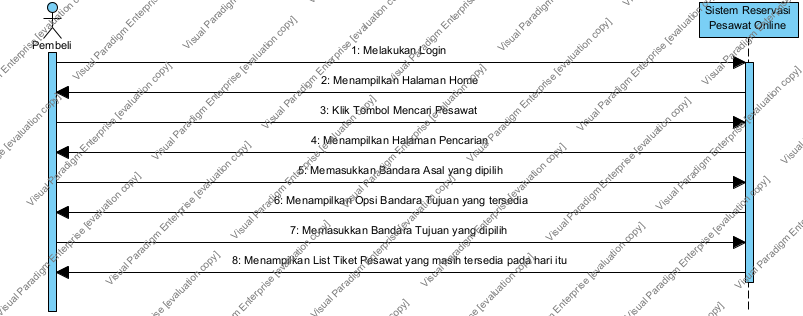 Sistem Reservasi
Pesawat Online
Pembeli
1: Melakukan Login
2: Menampilkan Halaman Home
3: Klik Tombol Mencari Pesawat
4: Menampilkan Halaman Pencarian
5: Memasukkan Bandara Asal yang dipilih
6: Menampilkan Opsi Bandara Tujuan yang tersedia
7: Memasukkan Bandara Tujuan yang dipilih
8: Menampilkan List Tiket Pesawat yang masih tersedia pada hari itu
Visual Paradigm Enterprise [evaluation copy]